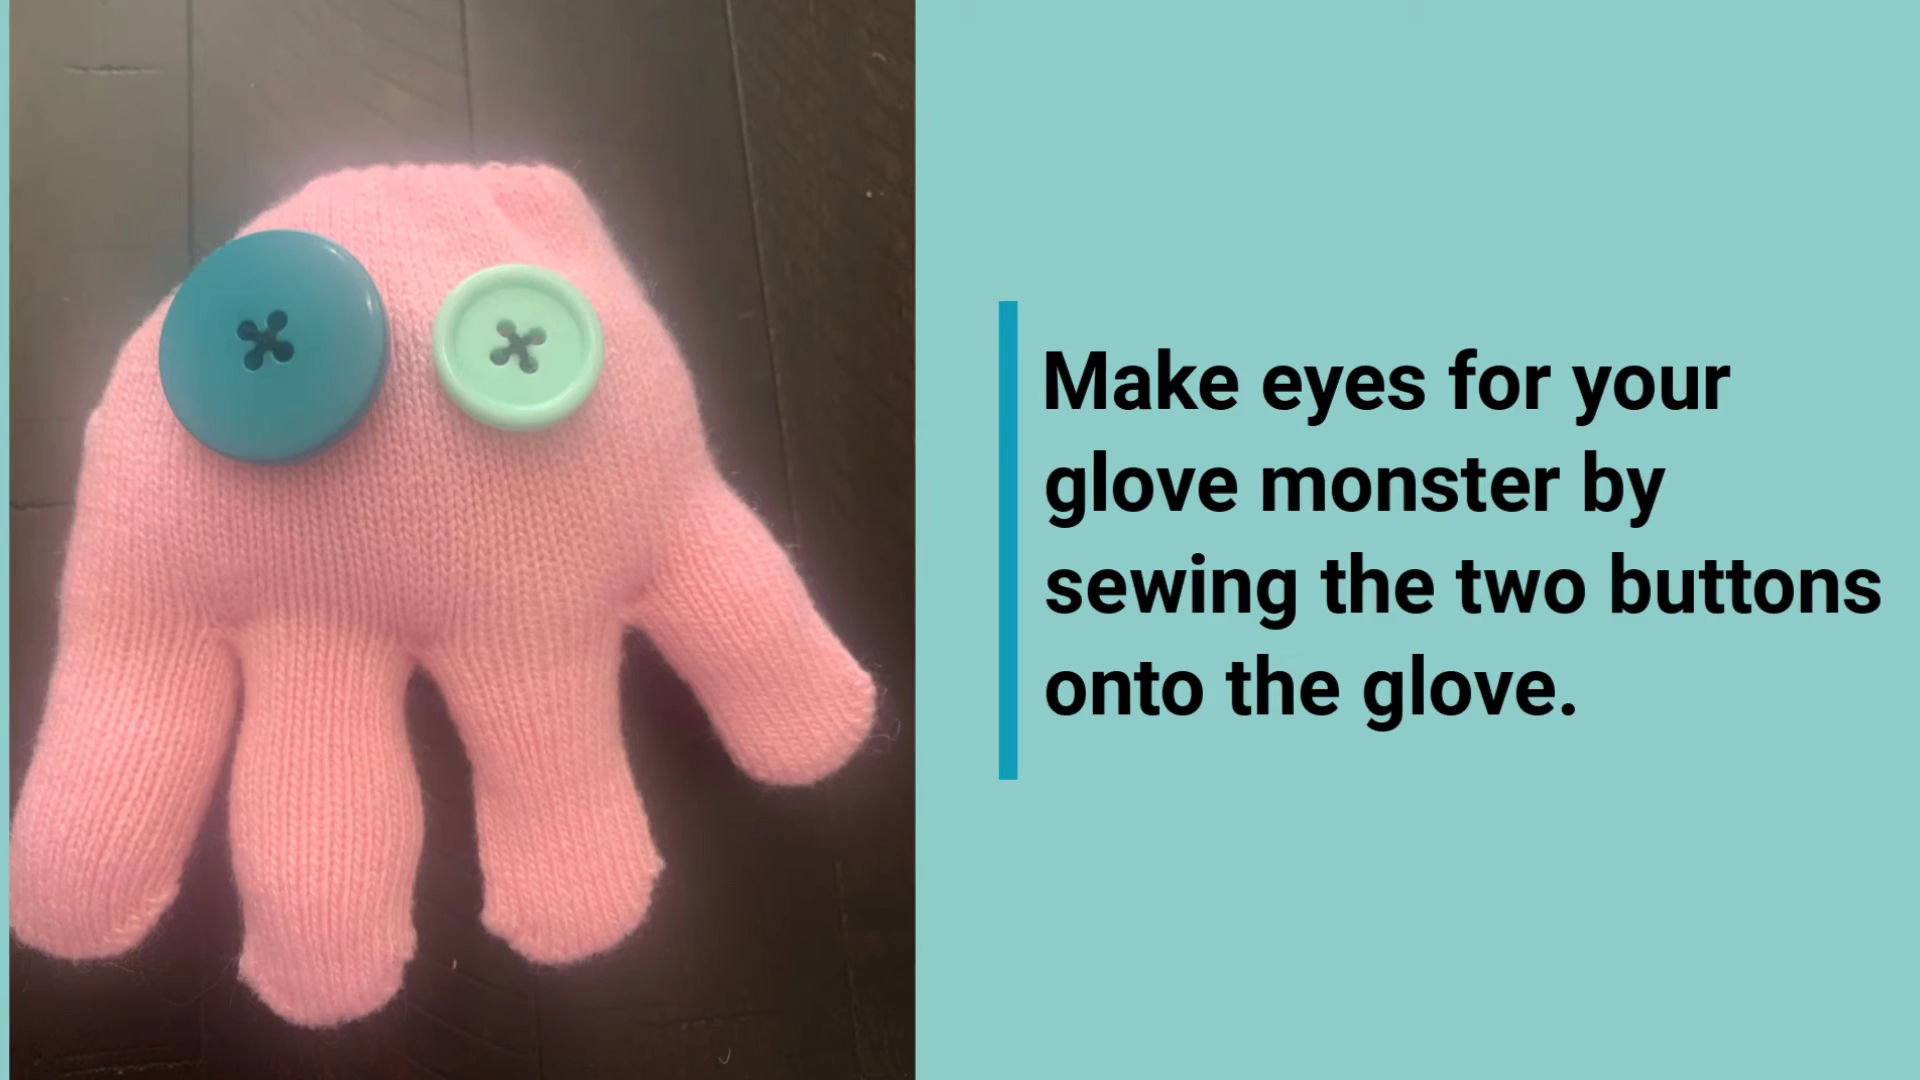 Make eyes for your
glove monster by
sewing the two buttons
onto the glove.